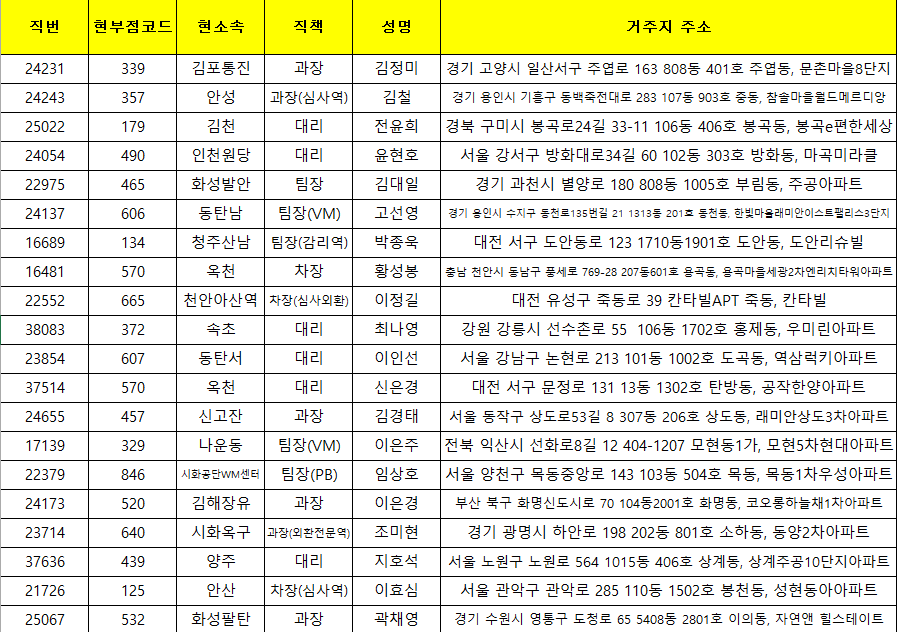 직번 현부점코드 현소속 직책 성명 거주지 주소
24231 339 김포통진 과장 김정미 경기 고양시 일산서구 주엽로 163 808동 401호 주엽동, 문촌마을8단지
24243 357 안성 과장(심사역) 김철 경기 용인시 기흥구 동백죽전대로 283 107동 903호 중동, 참솔마을월드메르디앙
25022 179 김천 대리 전윤희 경북 구미시 봉곡로24길 33-11 106동 406호 봉곡동, 봉곡e편한세상
24054 490 인천원당 대리 윤현호 서울 강서구 방화대로34길 60 102동 303호 방화동, 마곡미라클
22975 465 화성발안 팀장 김대일 경기 과천시 별양로 180 808동 1005호 부림동, 주공아파트
24137 606 동탄남 팀장(VM) 고선영 경기 용인시 수지구 동천로135번길 21 1313동 201호 동천동, 한빛마을래미안이스트팰리스3단지
16689 134 청주산남 팀장(감리역) 박종욱 대전 서구 도안동로 123 1710동1901호 도안동, 도안리슈빌
16481 570 옥천 차장 황성봉 충남 천안시 동남구 풍세로 769-28 207동601호 용곡동, 용곡마을세광2차엔리치타워아파트
22552 665 천안아산역 차장(심사외환) 이정길 대전 유성구 죽동로 39 칸타빌APT 죽동, 칸타빌
38083 372 속초 대리 최나영 강원 강릉시 선수촌로 55 106동 1702호 홍제동, 우미린아파트
23854 607 동탄서 대리 이인선 서울 강남구 논현로 213 101동 1002호 도곡동, 역삼럭키아파트
37514 570 옥천 대리 신은경 대전 서구 문정로 131 13동 1302호 탄방동, 공작한양아파트
24655 457 신고잔 과장 김경태 서울 동작구 상도로53길 8 307동 206호 상도동, 래미안상도3차아파트
17139 329 나운동 팀장(VM) 이은주 전북 익산시 선화로8길 12 404-1207 모현동1가, 모현5차현대아파트
22379 846 시화공단WM센터 팀장(PB) 임상호 서울 양천구 목동중앙로 143 103동 504호 목동, 목동1차우성아파트
24173 520 김해장유 과장 이은경 부산 북구 화명신도시로 70 104동2001호 화명동, 코오롱하늘채1차아파트
23714 640 시화옥구 과장(외환전문역) 조미현 경기 광명시 하안로 198 202동 801호 소하동, 동양2차아파트
37636 439 양주 대리 지호석 서울 노원구 노원로 564 1015동 406호 상계동, 상계주공10단지아파트
21726 125 안산 차장(심사역) 이효심 서울 관악구 관악로 285 110동 1502호 봉천동, 성현동아아파트
25067 532 화성팔탄 과장 곽채영 경기 수원시 영통구 도청로 65 5408동 2801호 이의동, 자연앤 힐스테이트